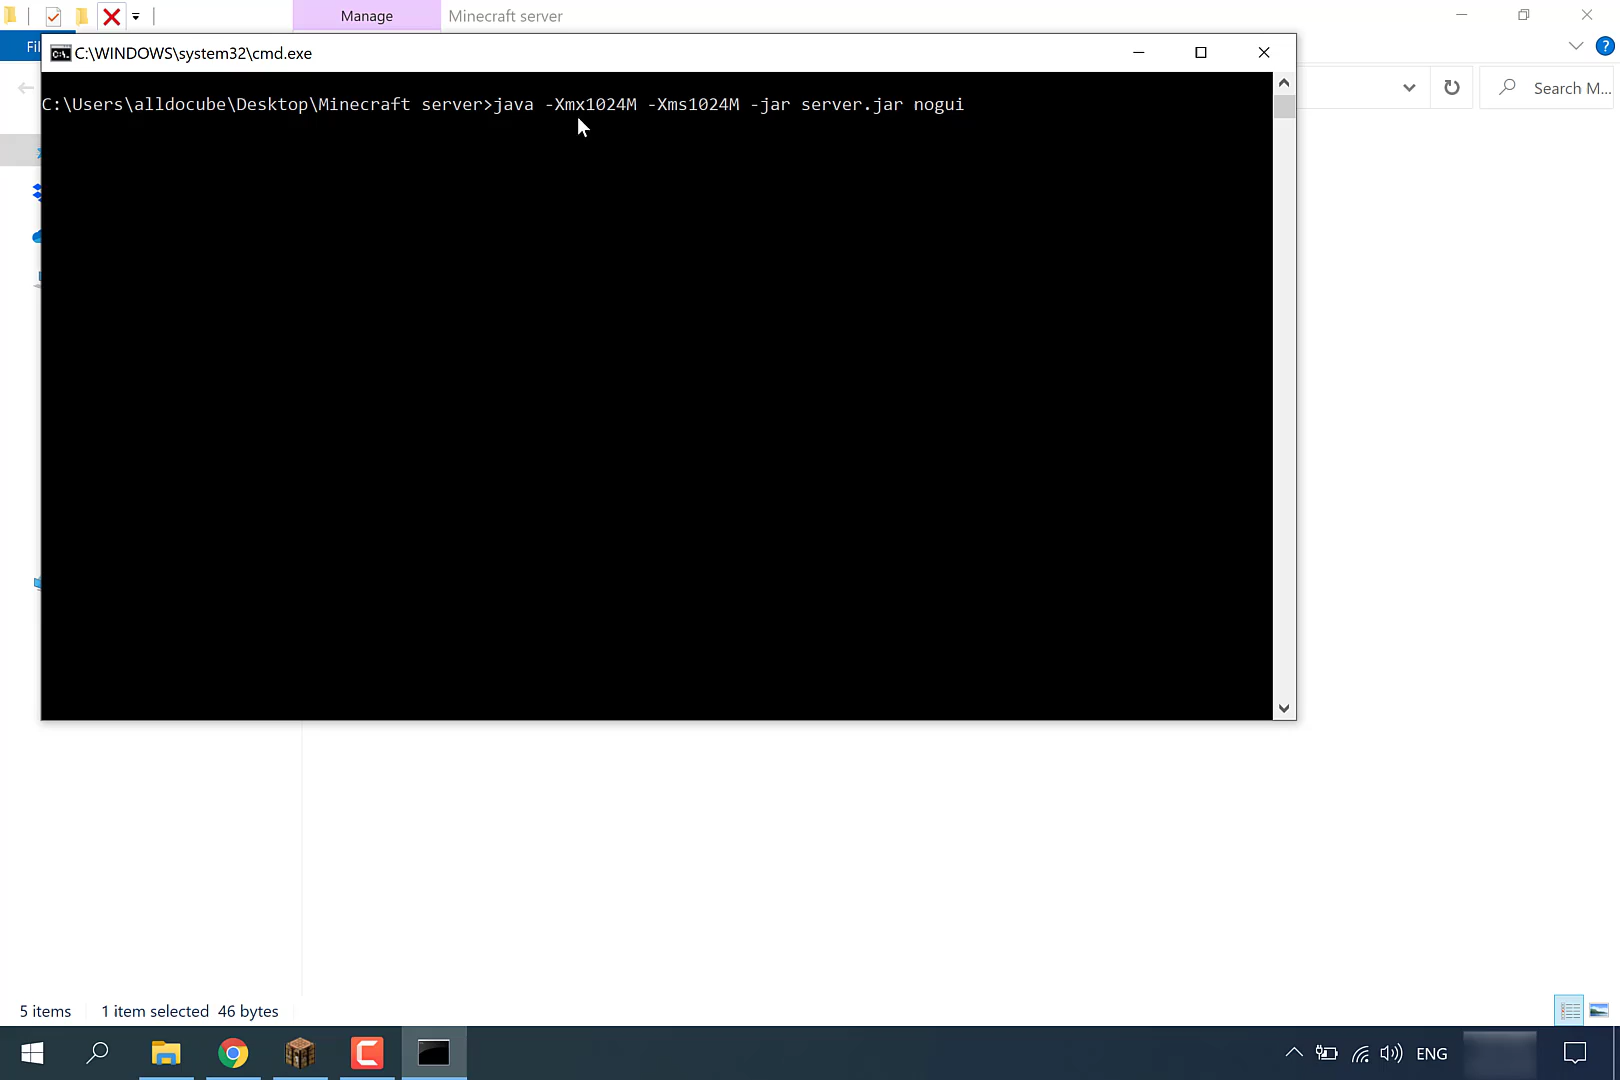 Manage
Minecraft server
Fil
C:\WINDOWS\system32\cmd.exe
Search M...
C:\Users\alldocube\Desktop\Minecraft server>java -Xmx1024M -Xms1024M -jar server.jar nogui
5 items
1 item selected 46 bytes
ENG